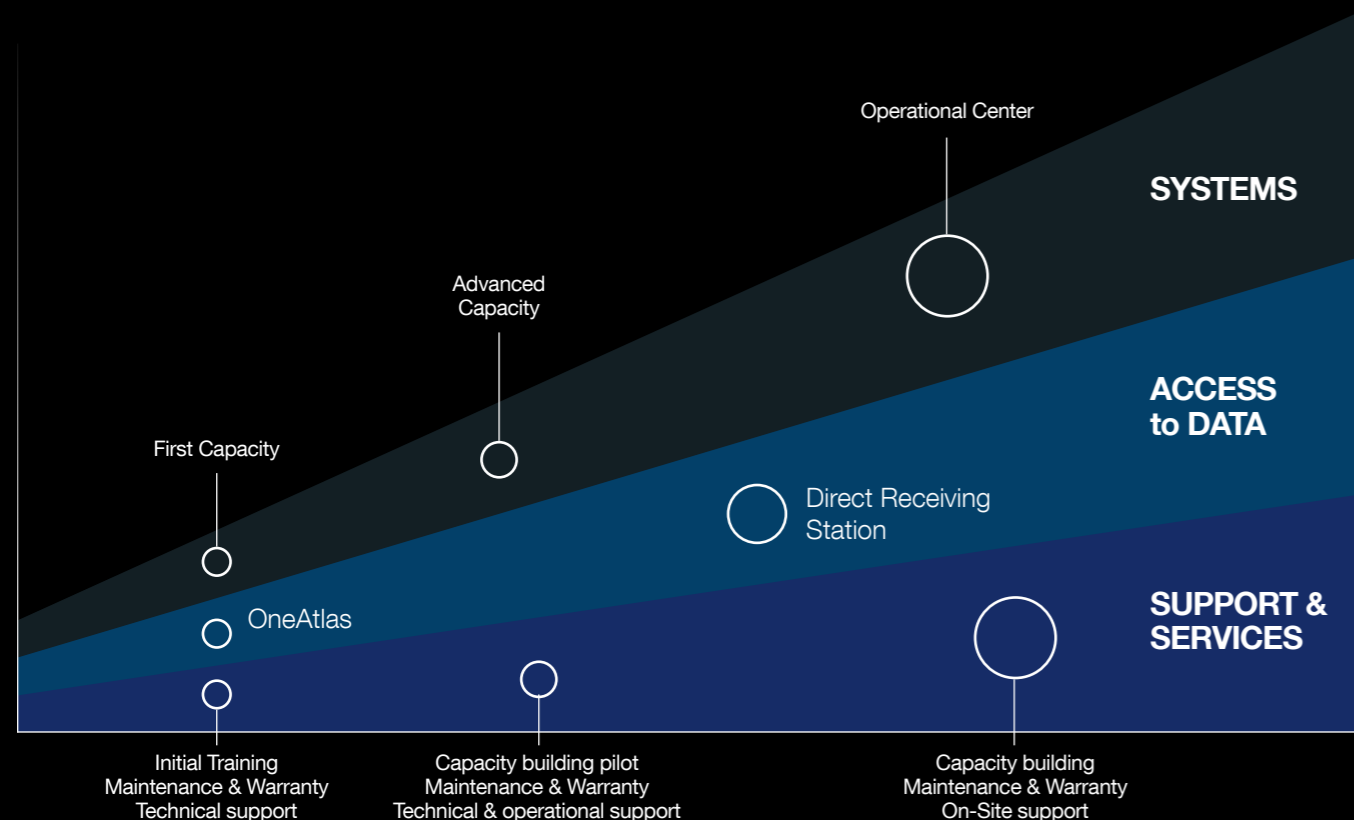 Operational Center
SYSTEMS
Advanced
Capacity
ACCESS
to DATA
First Capacity
Direct Receiving
Station
OneAtlas
SUPPORT &
SERVICES
Initial Training
Maintenance & Warranty
Technical support
Capacity building pilot
Maintenance & Warranty
Technical & operational support
Capacity building
Maintenance & Warranty
On-Site support